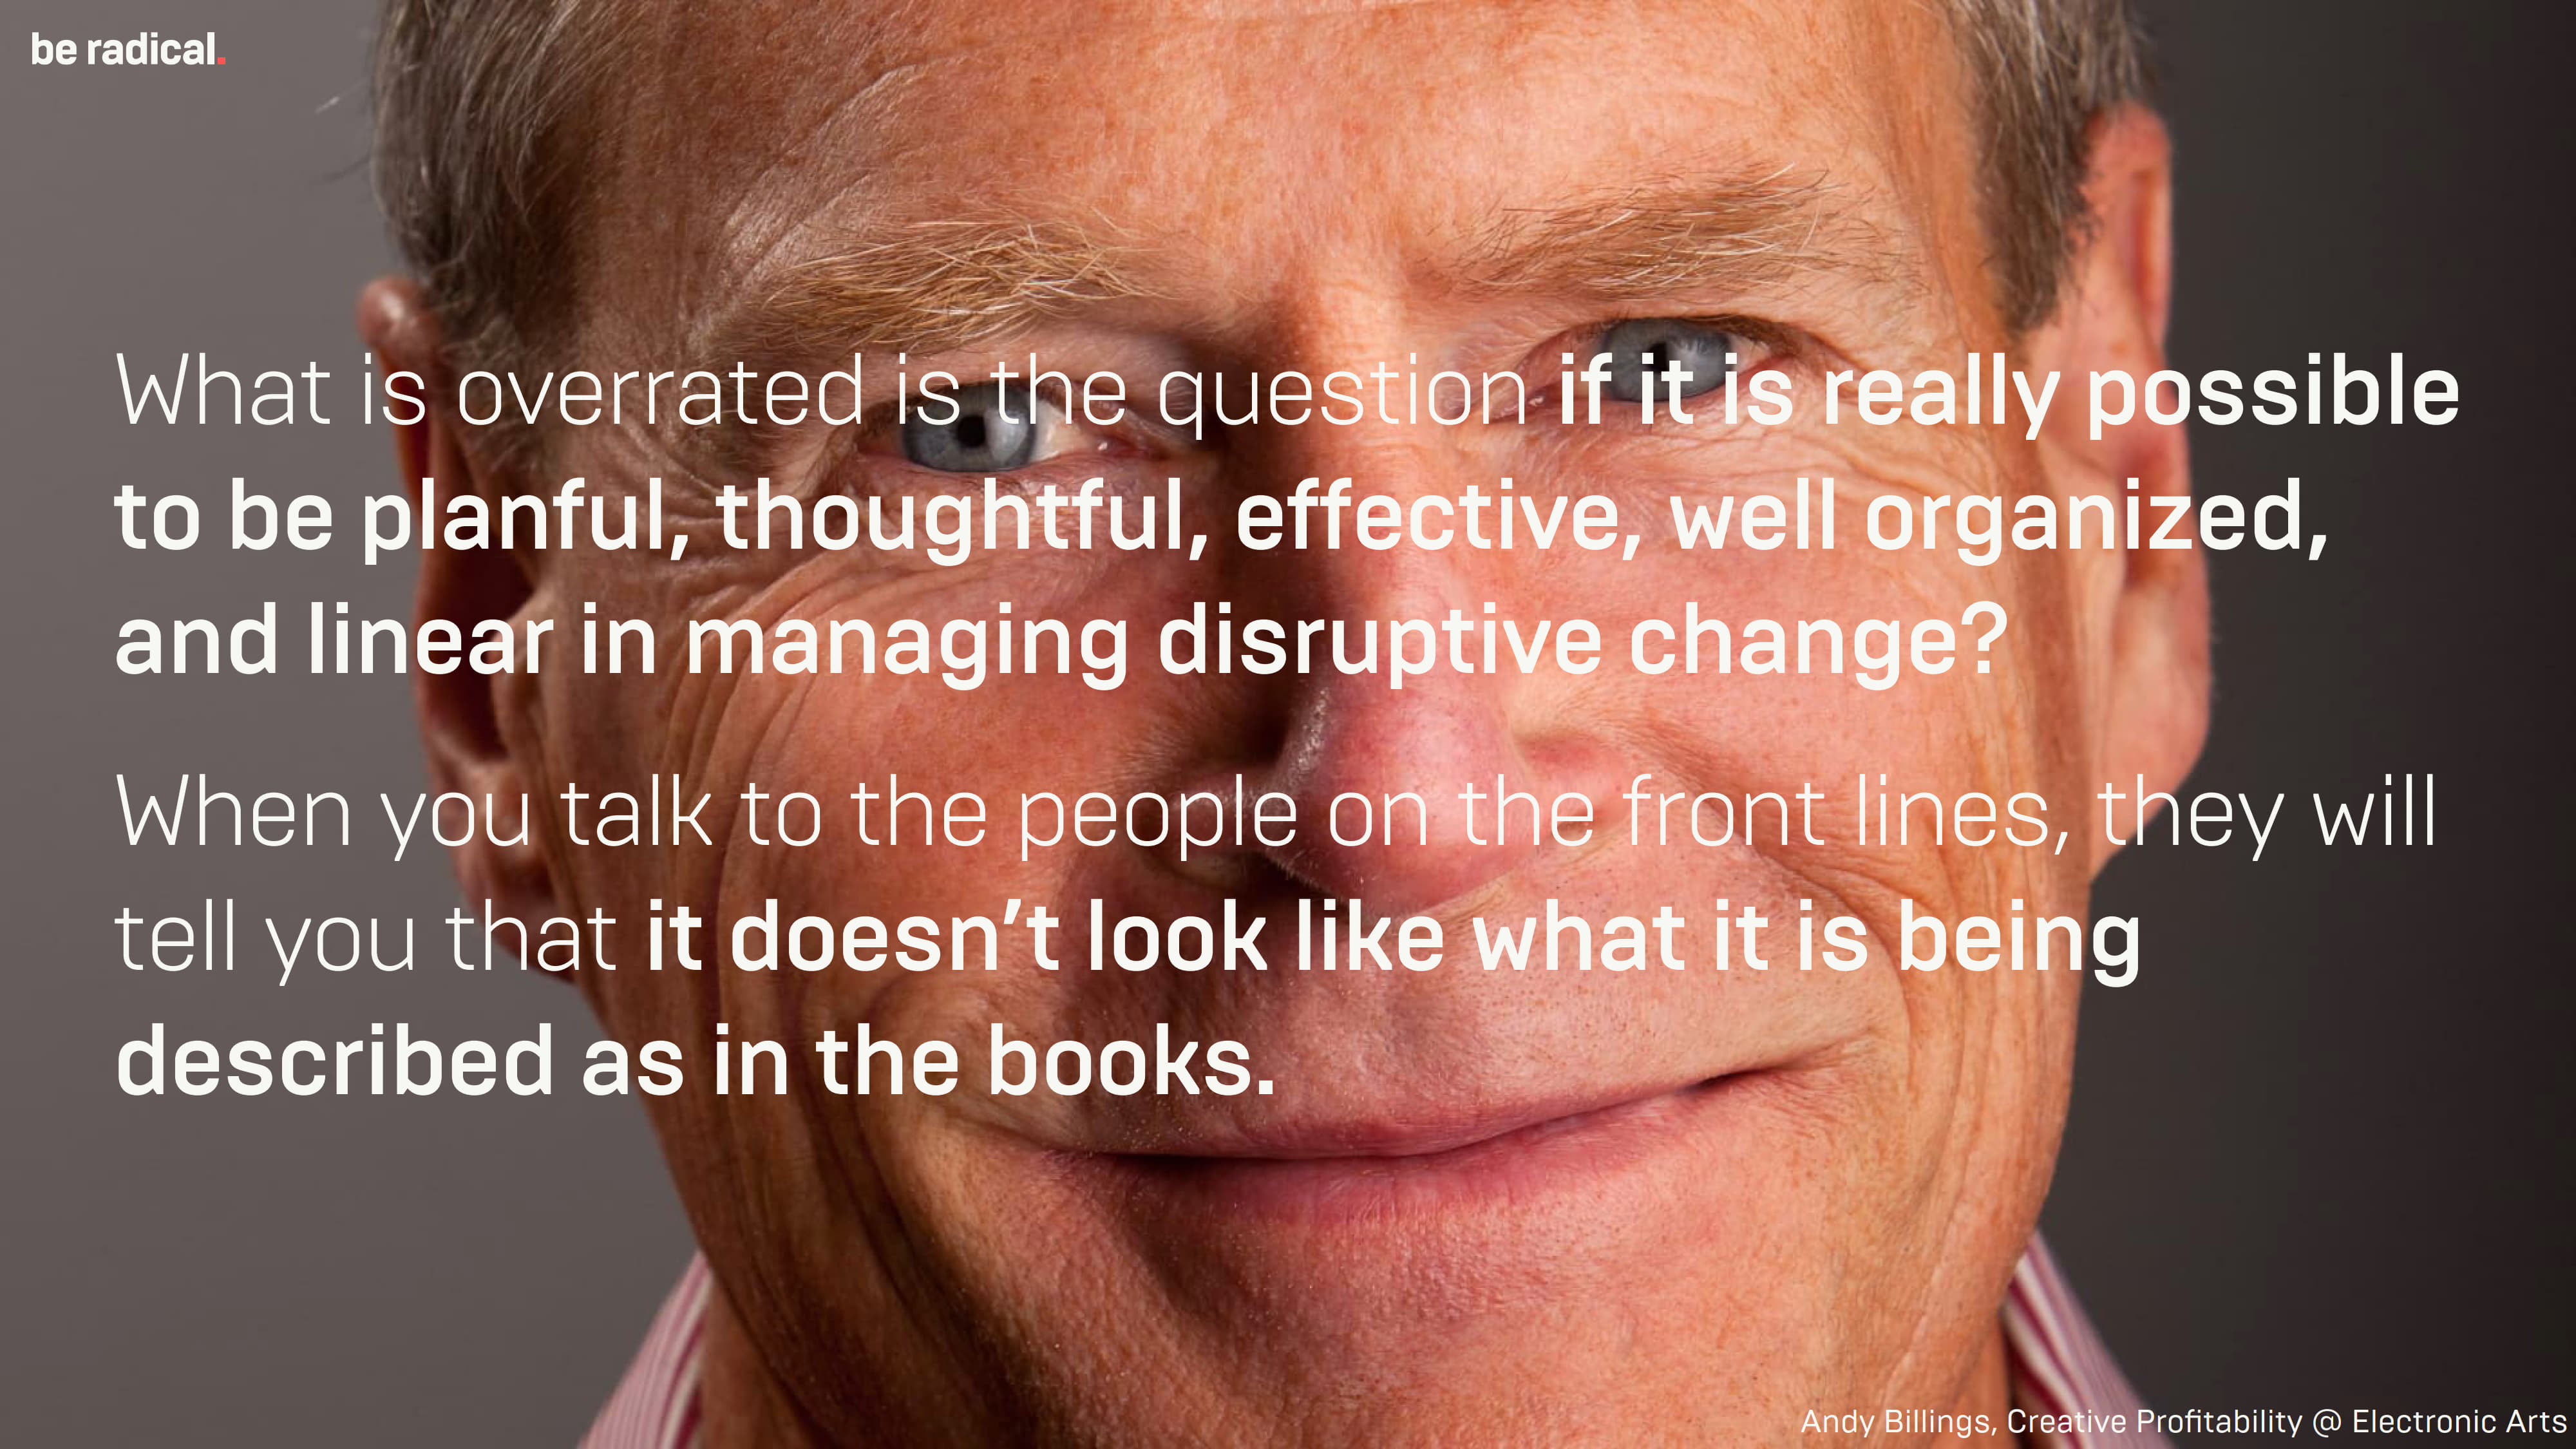 be radical.
What is overrated is the question if it is really possible
to be planful, thoughtful, effective, well organized,
and linear in managing disruptive change?
When you talk to the people on the front lines, they will
tell you that it doesn’t look like what it is being
described as in the books.
Andy Billings, Creative Profitability @ Electronic Arts